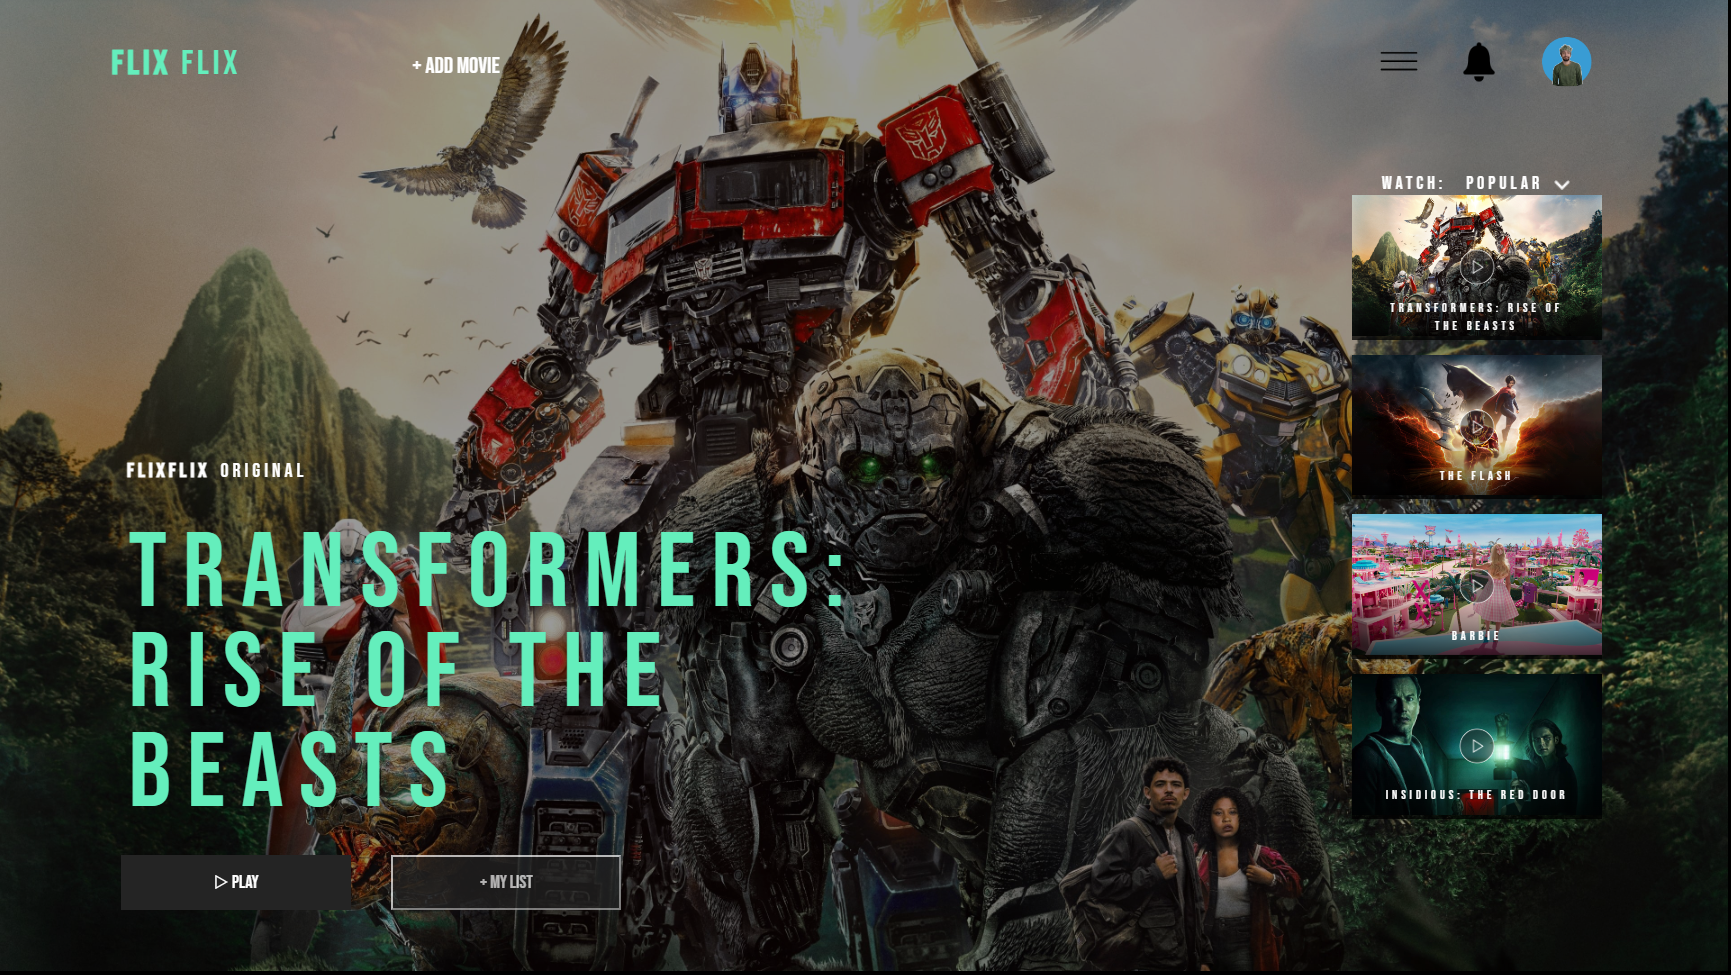 FLIX FLIX
+ ADD MOVIE
WATCH: POPULAR
TRANSFORMERS: RISE OF
THE BEASTS
THE FLASH
BARBIE
INSIDIOUS: THE RED DOOR
FLIXFLIX ORIGINAL
TRANSFORMERS:
RISE OF THE
BEASTS
PLAY
+ MY LIST